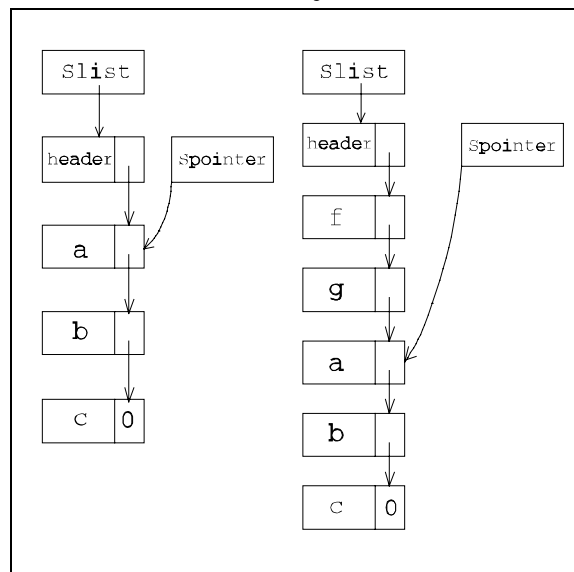 Slist
header
Spointer
a
b
c 0
Slist
header
Spointer
f
g
a
b
c 0